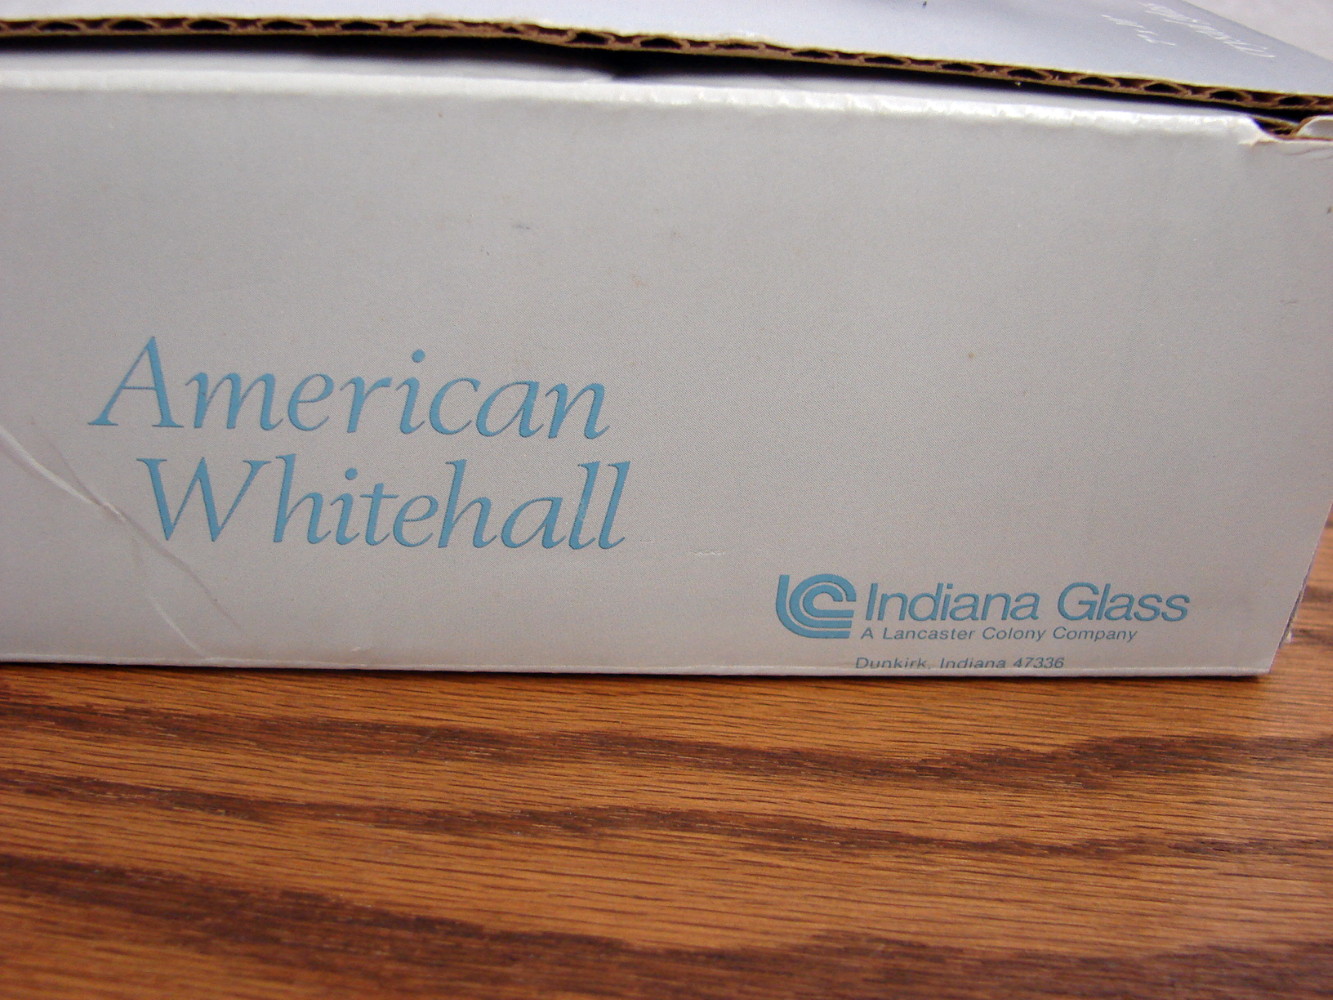 American
Whitehall
Indiana Glass
A Lancaster Colony Company
Dunkirk, Indiana 47336